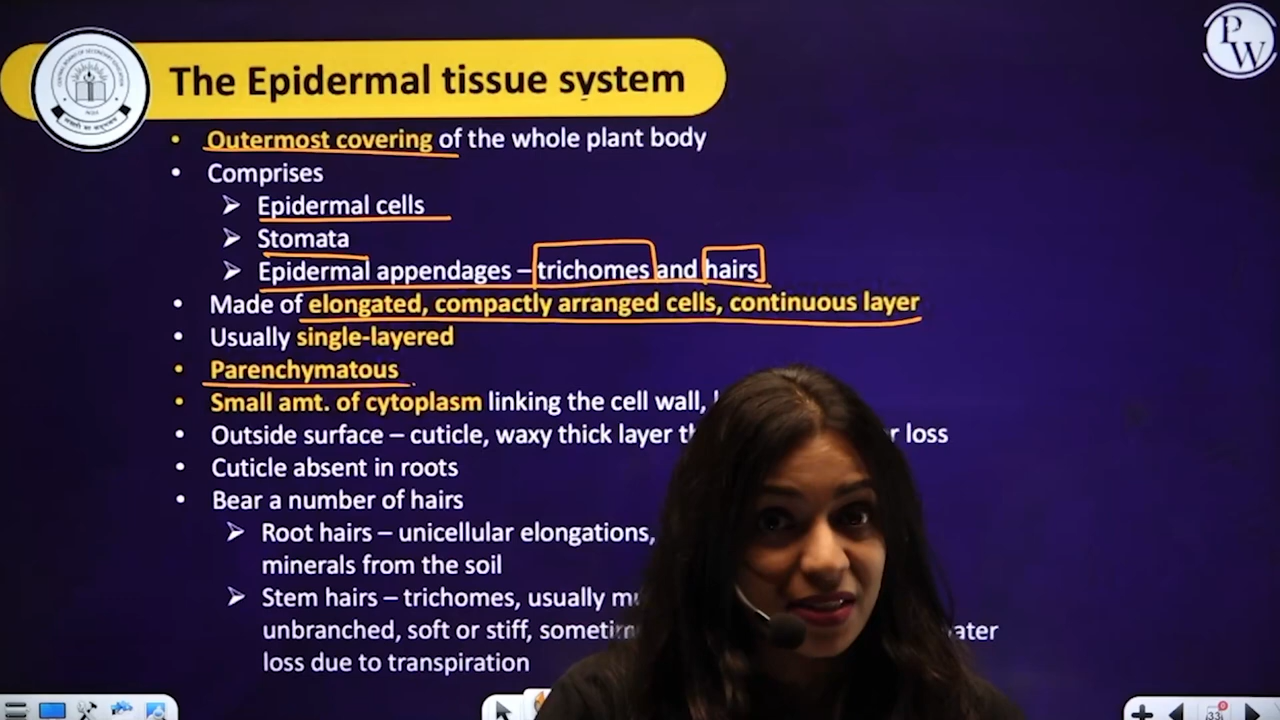 PW
The Epidermal tissue system
• Outermost covering of the whole plant body
• Comprises
➢ Epidermal cells
➢ Stomata
➢ Epidermal appendages – trichomes and hairs
• Made of elongated, compactly arranged cells, continuous layer
• Usually single-layered
• Parenchymatous
• Small amt. of cytoplasm linking the cell wall,
• Outside surface – cuticle, waxy thick layer loss
• Cuticle absent in roots
• Bear a number of hairs
➢ Root hairs – unicellular elongations,
minerals from the soil
➢ Stem hairs – trichomes, usually
unbranched, soft or stiff,
loss due to transpiration
33